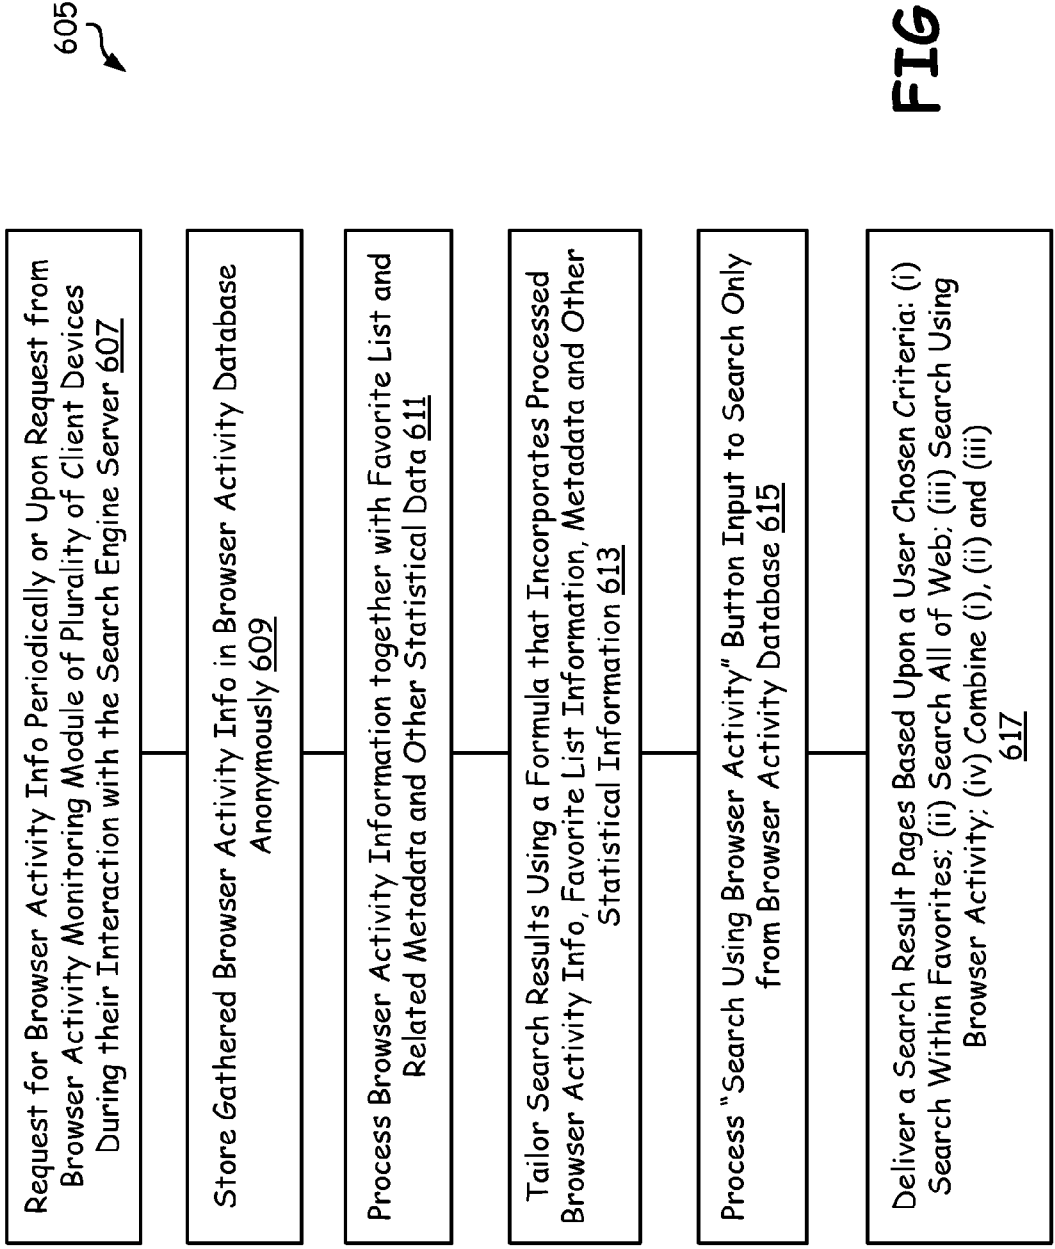 605
Request for Browser Activity Info Periodically or Upon Request from
Browser Activity Monitoring Module of Plurality of Client Devices
During their Interaction with the Search Engine Server 607
Store Gathered Browser Activity Info in Browser Activity Database
Anonymously 609
Process Browser Activity Information together with Favorite List and
Related Metadata and Other Statistical Data 611
Tailor Search Results Using a Formula that Incorporates Processed
Browser Activity Info, Favorite List Information, Metadata and Other
Statistical Information 613
Process “Search Using Browser Activity” Button Input to Search Only
from Browser Activity Database 615
Deliver a Search Result Pages Based Upon a User Chosen Criteria: (i)
Search Within Favorites; (ii) Search All of Web; (iii) Search Using
Browser Activity; (iv) Combine (i), (ii) and (iii)
617
FIG